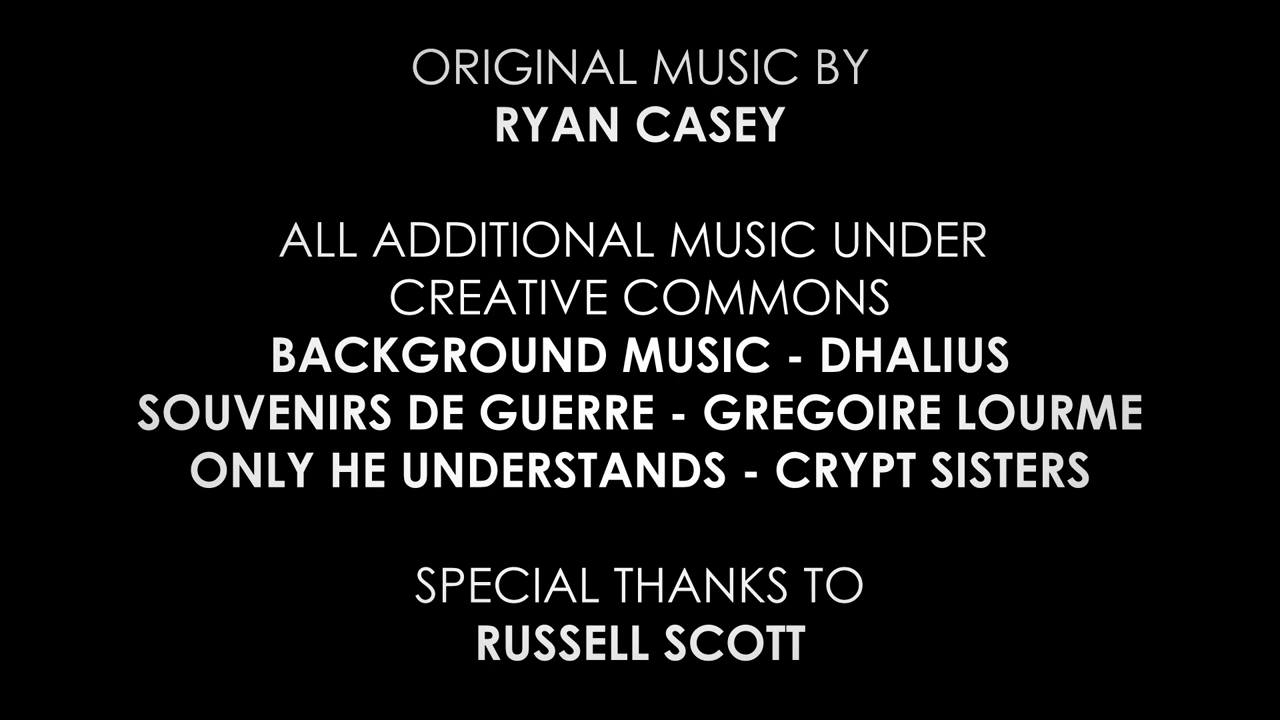 ORIGINAL MUSIC BY
RYAN CASEY
ALL ADDITIONAL MUSIC UNDER
CREATIVE COMMONS
BACKGROUND MUSIC - DHALIUS
SOUVENIRS DE GUERRE - GREGOIRE LOURME
ONLY HE UNDERSTANDS - CRYPT SISTERS
SPECIAL THANKS TO
RUSSELL SCOTT